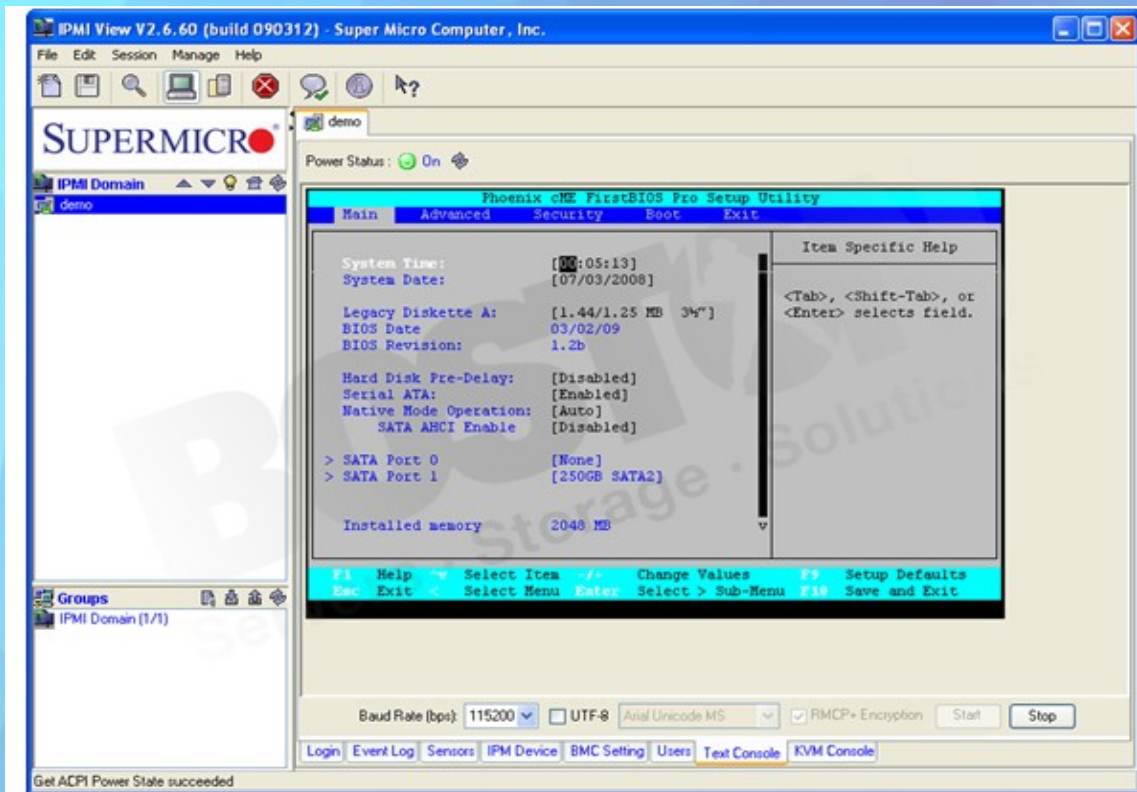 IPMI View V2.6.60 (build 090312) - Super Micro Computer, Inc.
File Edit Session Manage Help
SUPERMICRO
demo
Power Status : On
IPMI Domain
demo
Phoenix cME FirstBIOS Pro Setup Utility
Main Advanced Security Boot Exit
Item Specific Help
System Time: [00:05:13]
System Date: [07/03/2008]
<Tab>, <Shift-Tab>, or
<Enter> selects field.
Legacy Diskette A: [1.44/1.25 MB 3½"]
BIOS Date 03/02/09
BIOS Revision: 1.2b
Hard Disk Pre-Delay: [Disabled]
Serial ATA: [Enabled]
Native Mode Operation: [Auto]
SATA AHCI Enable [Disabled]
> SATA Port 0 [None]
> SATA Port 1 [250GB SATA2]
Installed memory 2048 MB
F1 Help ^v Select Item -/+ Change Values F9 Setup Defaults
Esc Exit < Select Menu Enter Select > Sub-Menu F10 Save and Exit
Groups
IPMI Domain (1/1)
Baud Rate (bps): 115200 UTF-8 Arial Unicode MS RMCP+ Encryption Start Stop
Login Event Log Sensors IPM Device BMC Setting Users Text Console KVM Console
Get ACPI Power State succeeded
Storage · Solutions